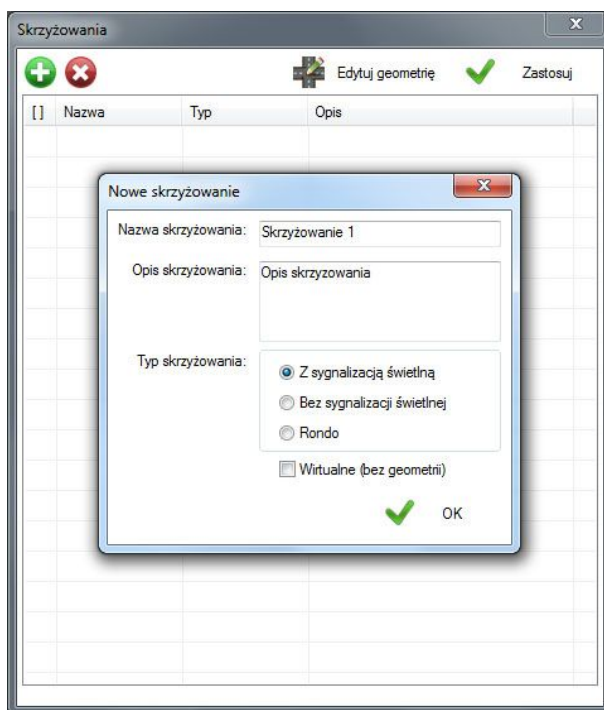 Skrzyżowania
Edytuj geometrię
Zastosuj
[ ] Nazwa Typ Opis
Nowe skrzyżowanie
Nazwa skrzyżowania: Skrzyżowanie 1
Opis skrzyżowania: Opis skrzyzowania
Typ skrzyżowania:
Z sygnalizacją świetlną
Bez sygnalizacji świetlnej
Rondo
Wirtualne (bez geometrii)
OK